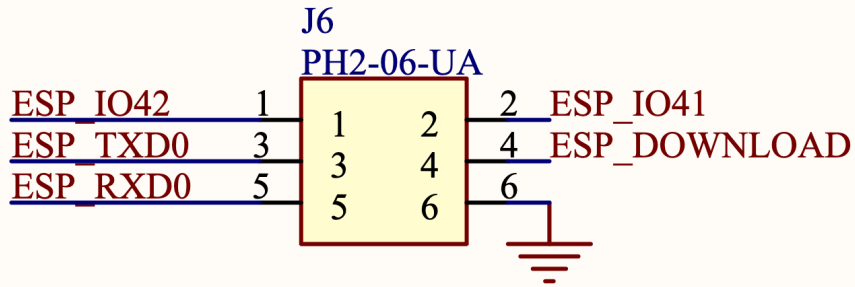 J6
PH2-06-UA
ESP_IO42 1 1 2 2 ESP_IO41
ESP_TXD0 3 3 4 4 ESP_DOWNLOAD
ESP_RXD0 5 5 6 6